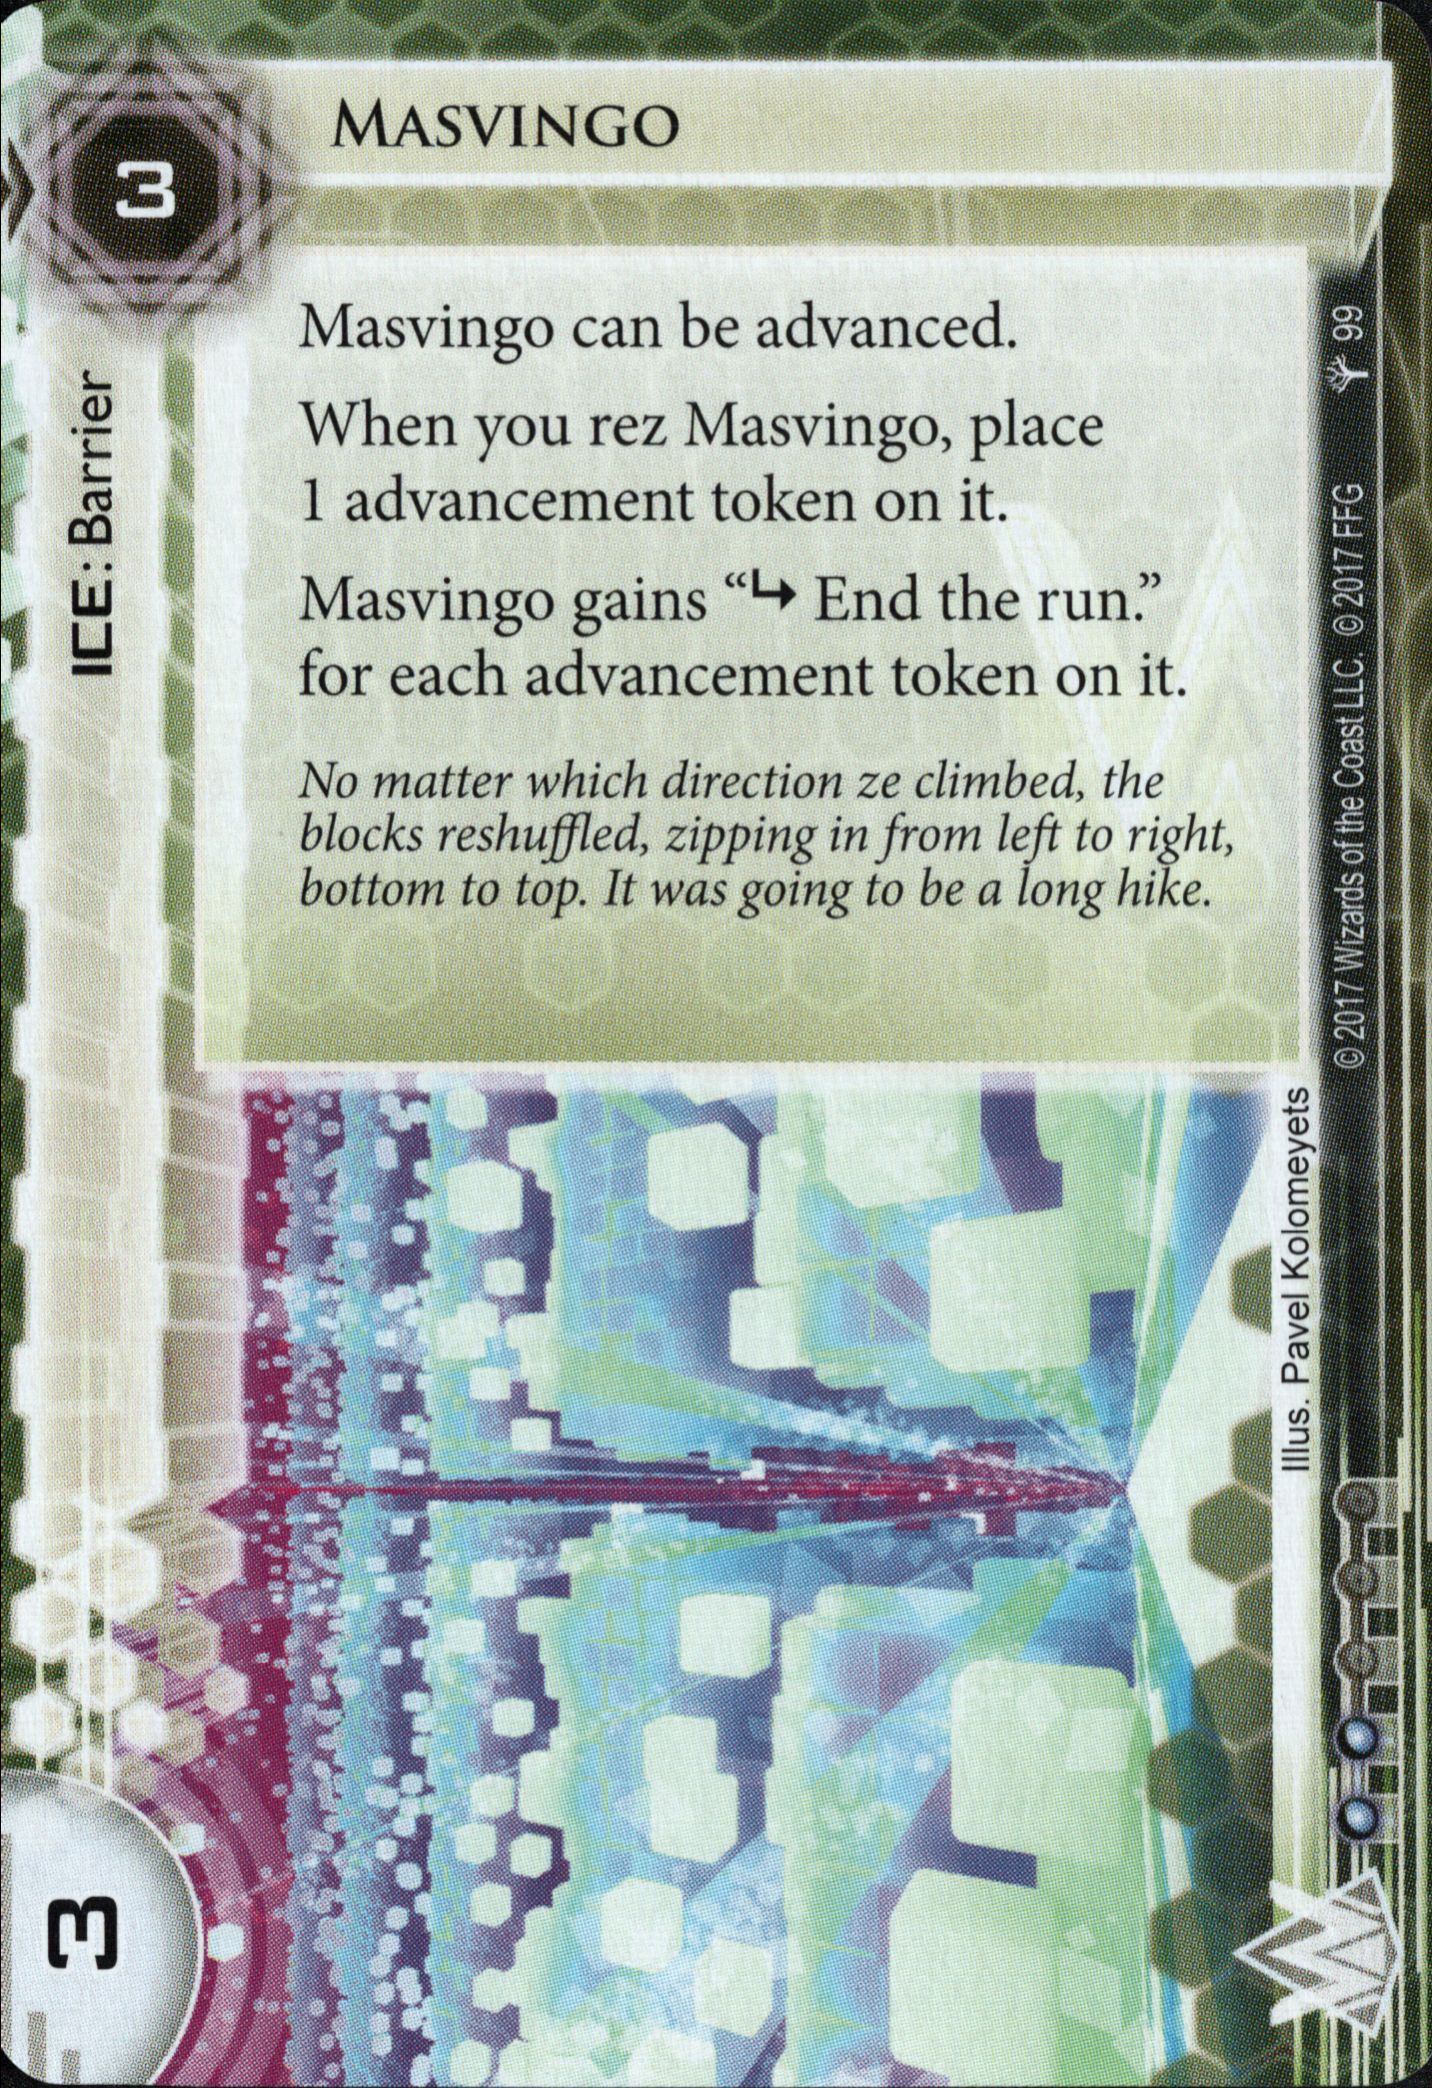 3
MASVINGO
ICE: Barrier
Masvingo can be advanced.
When you rez Masvingo, place
1 advancement token on it.
Masvingo gains “↳ End the run.”
for each advancement token on it.
No matter which direction ze climbed, the
blocks reshuffled, zipping in from left to right,
bottom to top. It was going to be a long hike.
3
Illus. Pavel Kolomeyets
© 2017 Wizards of the Coast LLC. © 2017 FFG
99